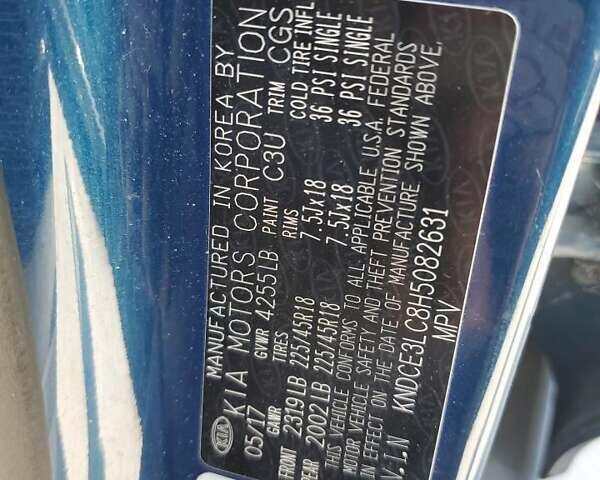 MANUFACTURED IN KOREA BY
KIA KIA MOTORS CORPORATION
05/17 GVWR 4255LB PAINT C3U TRIM CGS
GAWR TIRES RIMS COLD TIRE INFL
FRONT 2319LB 225/45R18 7.5Jx18 36 PSI SINGLE
REAR 2002LB 225/45R18 7.5Jx18 36 PSI SINGLE
THIS VEHICLE CONFORMS TO ALL APPLICABLE U.S.A. FEDERAL
MOTOR VEHICLE SAFETY AND THEFT PREVENTION STANDARDS
IN EFFECT ON THE DATE OF MANUFACTURE SHOWN ABOVE.
V.I.N KNDCE3LC8H5082631
MPV